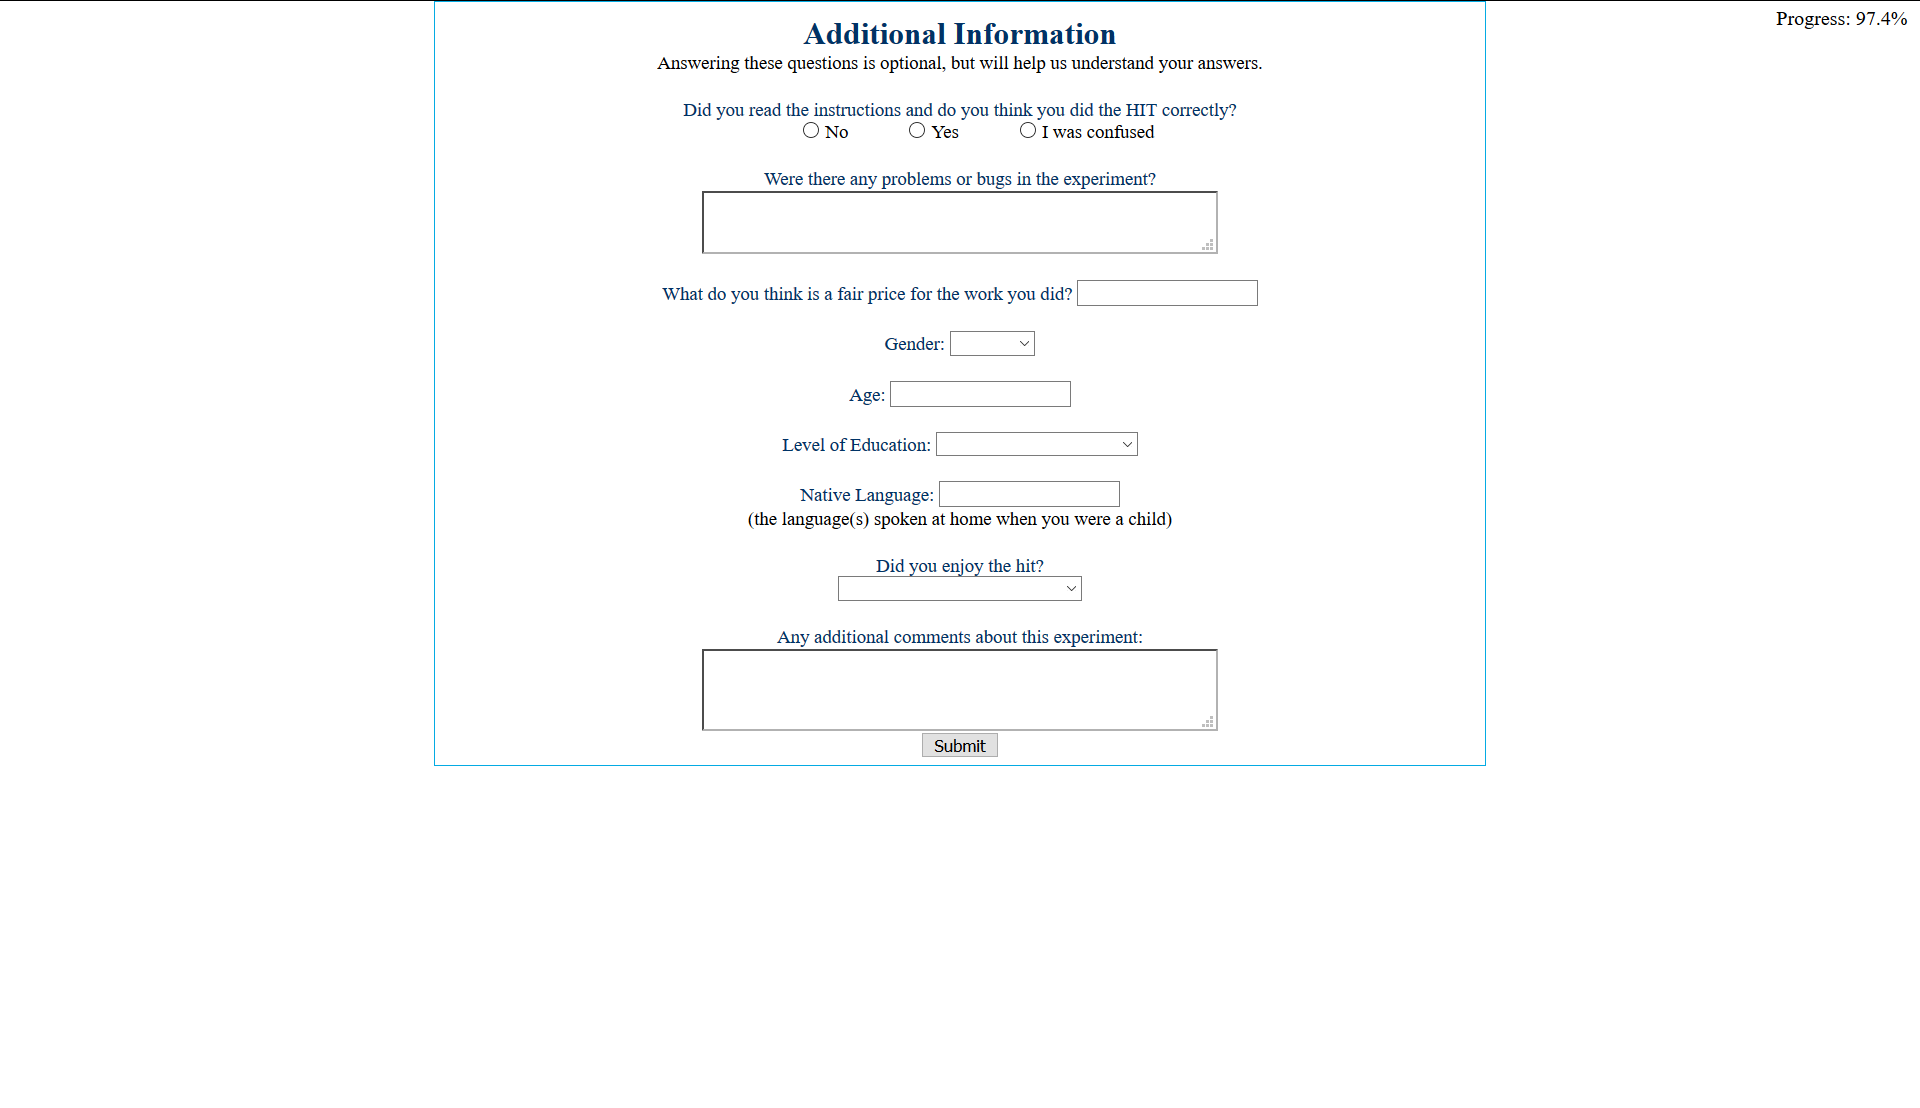 Progress: 97.4%
Additional Information
Answering these questions is optional, but will help us understand your answers.
Did you read the instructions and do you think you did the HIT correctly?
No Yes I was confused
Were there any problems or bugs in the experiment?
What do you think is a fair price for the work you did?
Gender:
Age:
Level of Education:
Native Language:
(the language(s) spoken at home when you were a child)
Did you enjoy the hit?
Any additional comments about this experiment:
Submit